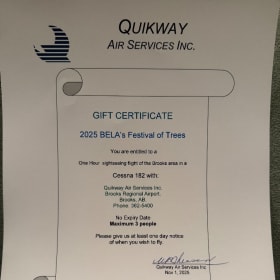 QUIKWAY
AIR SERVICES INC.
GIFT CERTIFICATE
2025 BELA's Festival of Trees
You are entitled to a
One Hour sightseeing flight of the Brooks area in a
Cessna 182 with:
Quikway Air Services Inc.
Brooks Regional Airport.
Brooks, AB.
Phone: 362-5400
No Expiry Date
Maximum 3 people
Please give us at least one day notice
of when you wish to fly.
Quikway Air Services Inc
Nov 1, 2025